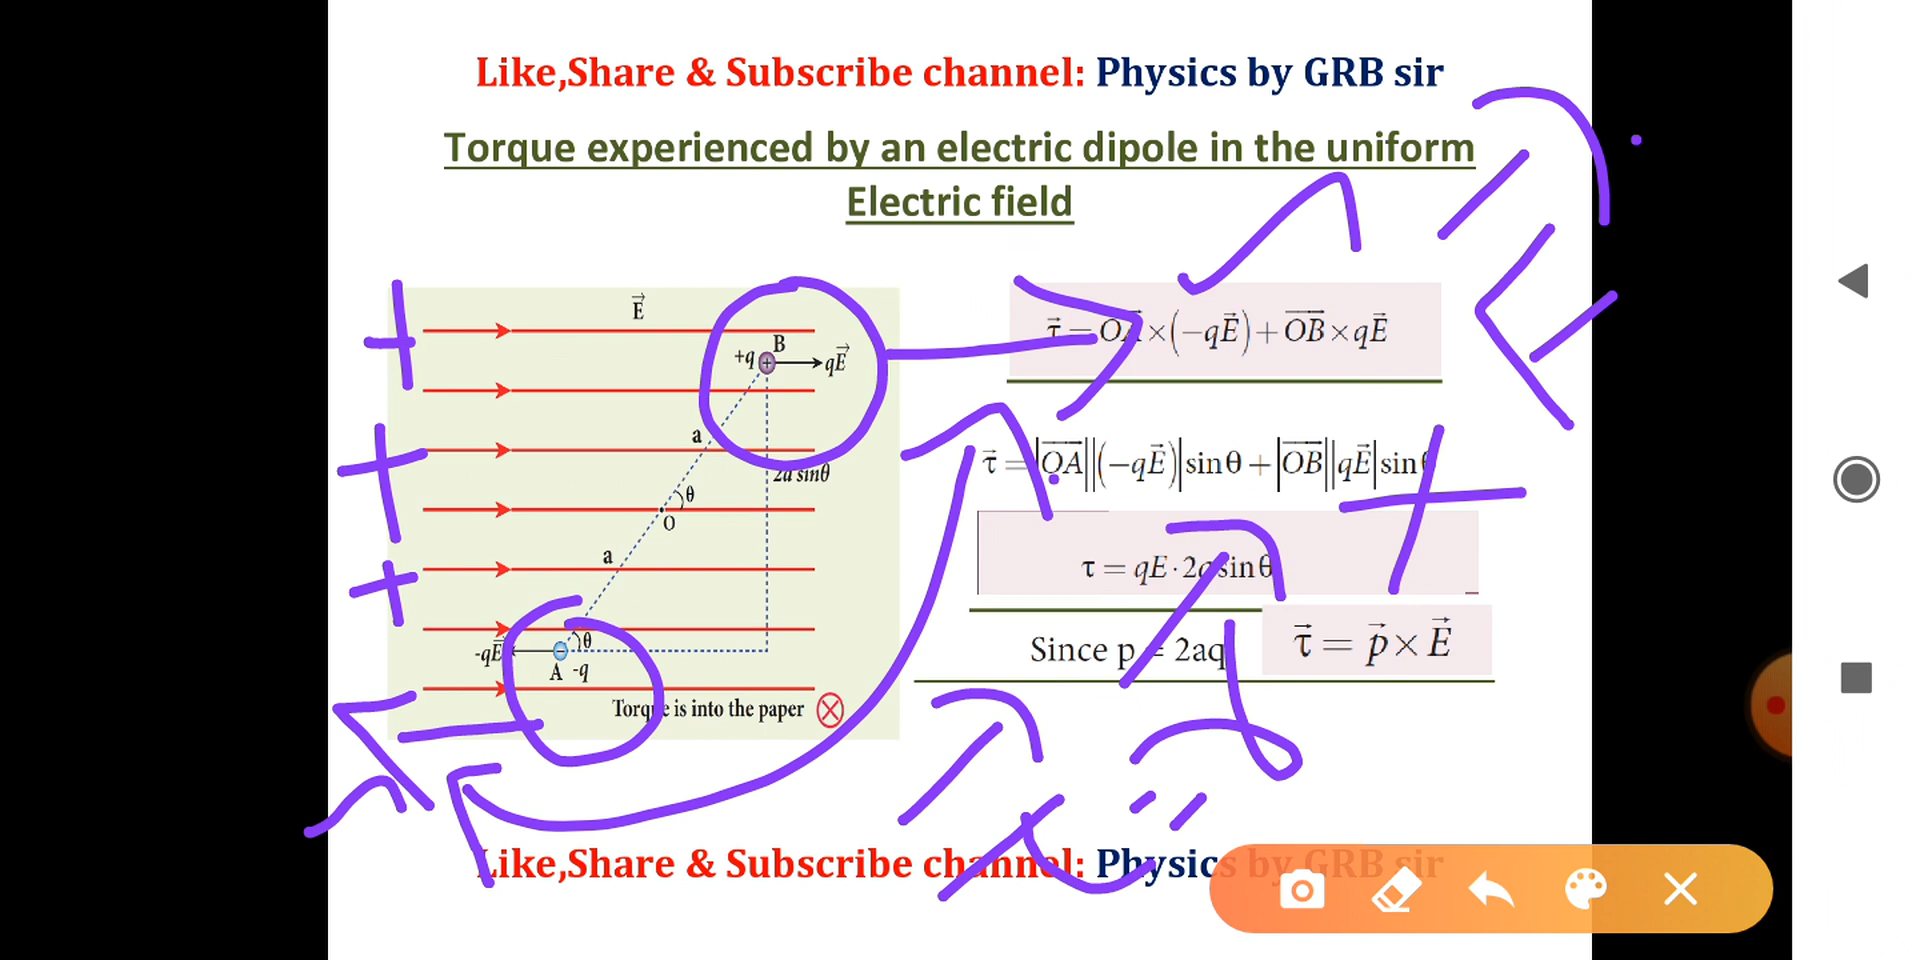 Like,Share & Subscribe channel: Physics by GRB sir
Torque experienced by an electric dipole in the uniform
Electric field
E⃗
+q B qE⃗
a
2a sinθ
θ
O
a
-qE⃗ θ
A -q
Torque is into the paper
τ⃗ = OA⃗ × (−qE⃗) + OB⃗ × qE⃗
τ⃗ = |OA⃗||(−qE⃗)| sinθ + |OB⃗||qE⃗| sinθ
τ = qE · 2a sinθ
Since p = 2aq
τ⃗ = p⃗ × E⃗
Like,Share & Subscribe channel: Physics by GRB sir